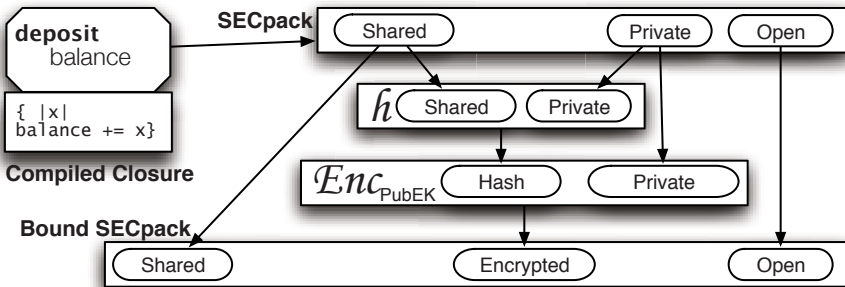 SECpack
Shared
Private
Open
deposit
balance
{ |x|
balance += x}
Compiled Closure
h Shared Private
Enc PubEK Hash Private
Bound SECpack
Shared
Encrypted
Open